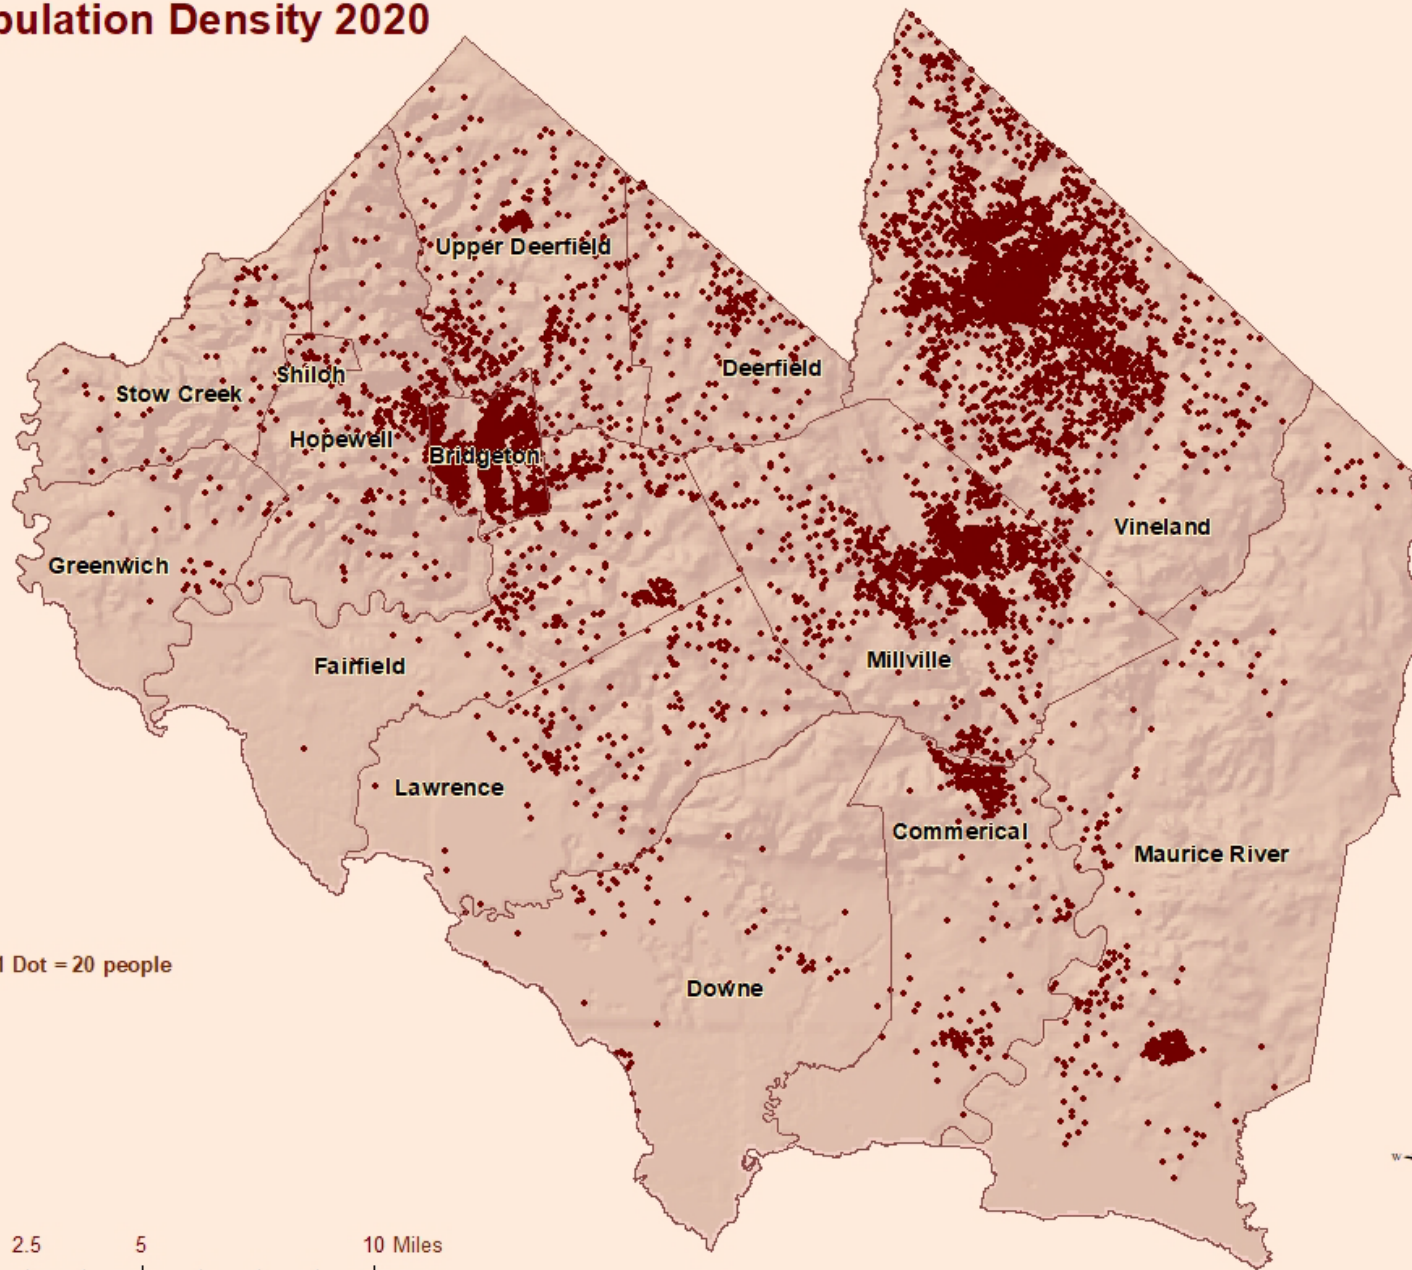 pulation Density 2020
Upper Deerfield
Deerfield
Shiloh
Stow Creek
Hopewell
Bridgeton
Vineland
Greenwich
Fairfield
Millville
Lawrence
Commerical
Maurice River
1 Dot = 20 people
Downe
W
2.5 5 10 Miles